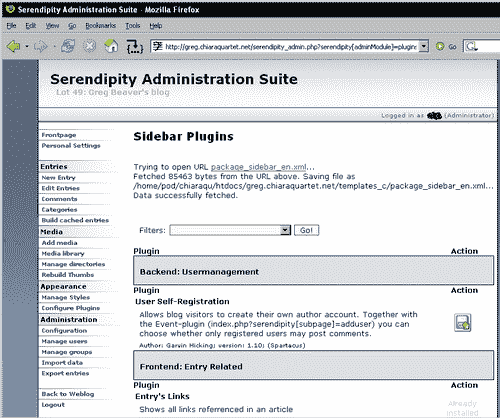 Serendipity Administration Suite - Mozilla Firefox
File Edit View Go Bookmarks Tools Help
http://greg.chiaraquartet.net/serendipity_admin.php?serendipity[adminModule]=plugin Go
Serendipity Administration Suite
Lot 49: Greg Beaver's blog
Logged in as (Administrator)
Frontpage
Personal Settings
Entries
New Entry
Edit Entries
Comments
Categories
Build cached entries
Media
Add media
Media library
Manage directories
Rebuild Thumbs
Appearance
Manage Styles
Configure Plugins
Administration
Configuration
Manage users
Manage groups
Import data
Export entries
Back to Weblog
Logout
Sidebar Plugins
Trying to open URL package_sidebar_en.xml...
Fetched 85463 bytes from the URL above. Saving file as
/home/pod/chiaraqu/htdocs/greg.chiaraquartet.net/templates_c/package_sidebar_en.xml...
Data successfully fetched.
Filters: Go!
Plugin Action
Backend: Usermanagement
Plugin Action
User Self-Registration
Allows blog visitors to create their own author account. Together with
the Event-plugin (index.php?serendipity[subpage]=adduser) you can
choose whether only registered users may post comments.
Author: Garvin Hicking; version: 1.10; (Spartacus)
Frontend: Entry Related
Plugin Action
Entry's Links
Shows all links referrenced in an article
Already
installed